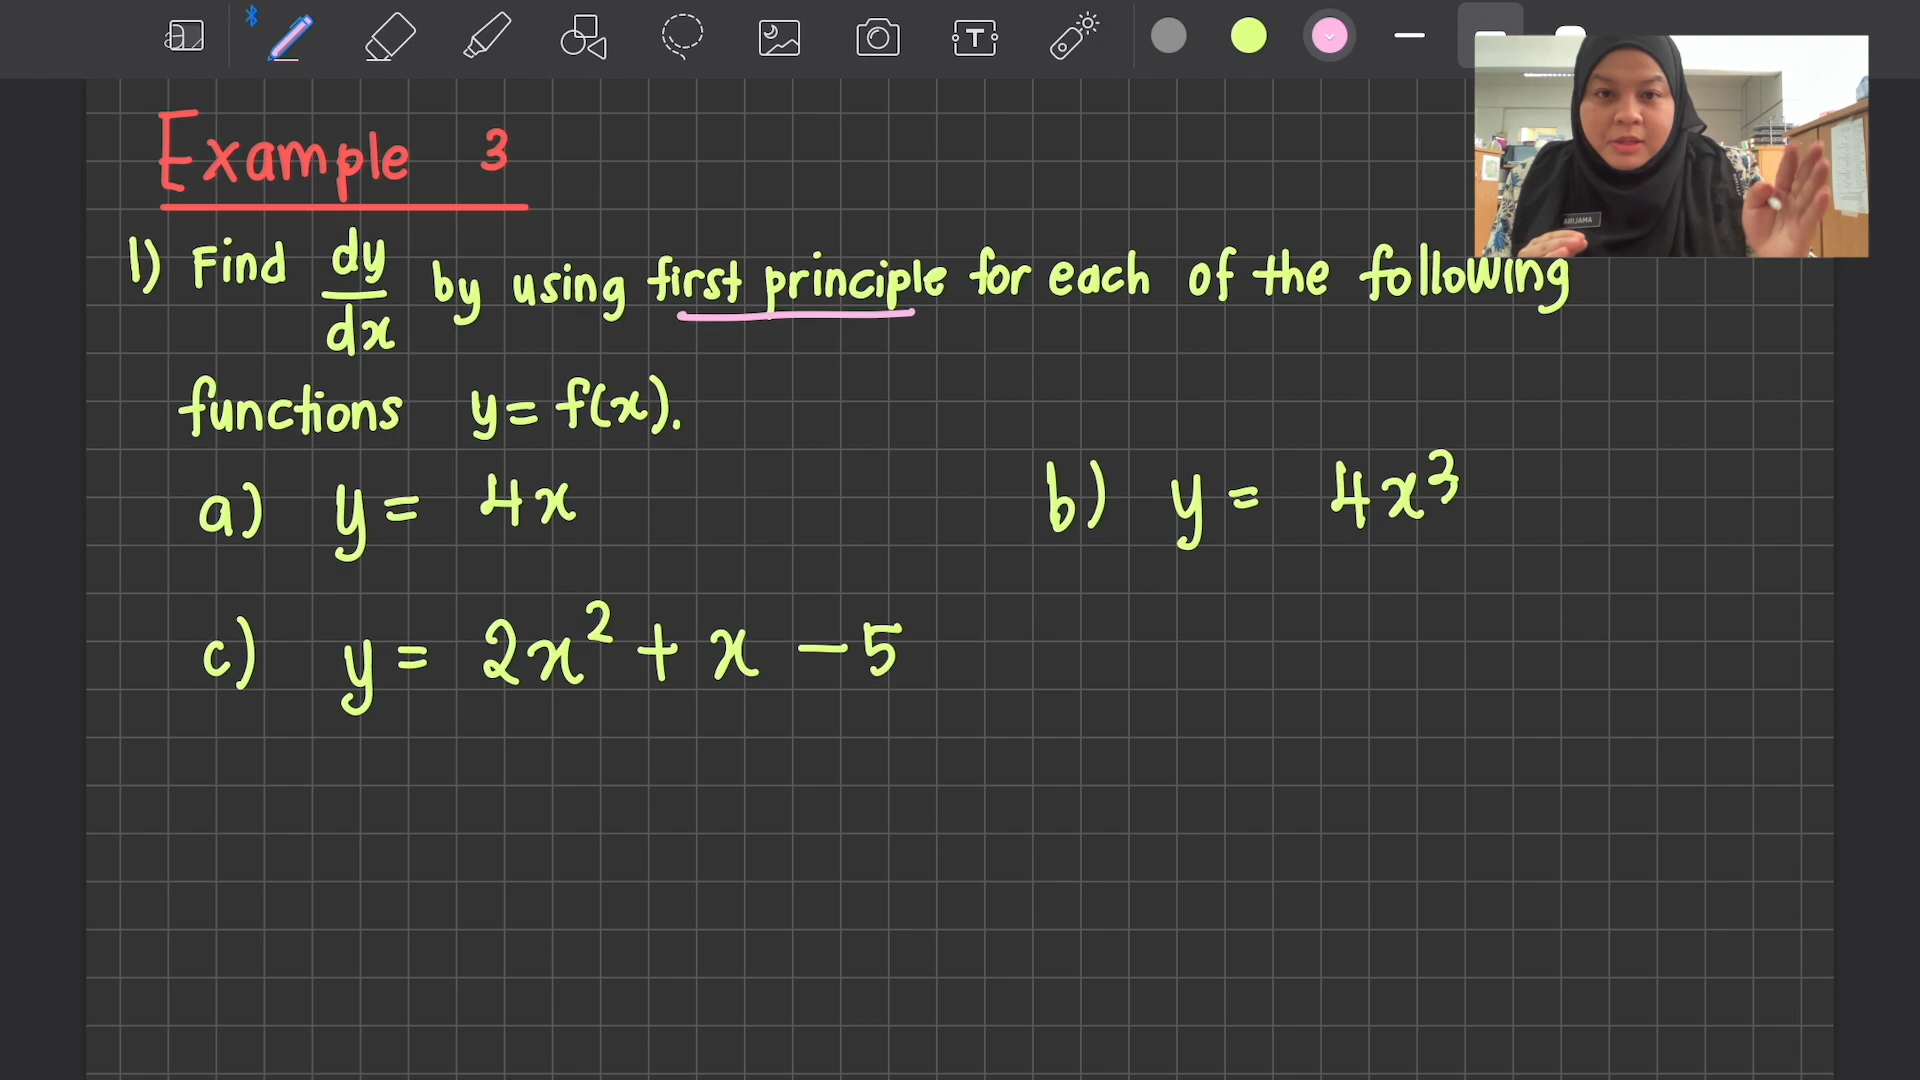 Example 3
1) Find dy/dx by using first principle for each of the following
functions y = f(x).
a) y = 4x
b) y = 4x³
c) y = 2x² + x - 5